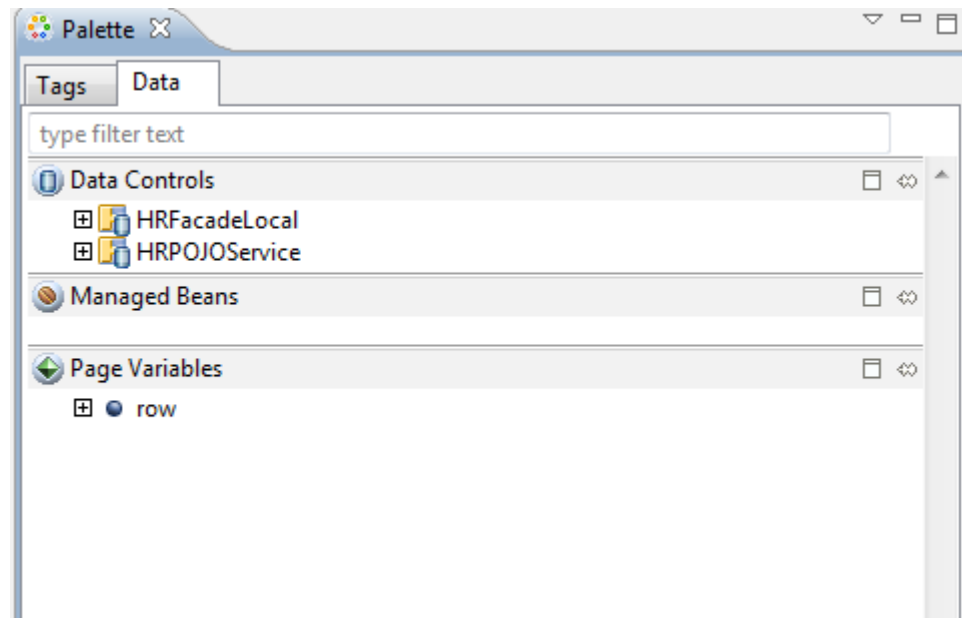 Palette
Tags Data
type filter text
Data Controls
HRFacadeLocal
HRPOJOService
Managed Beans
Page Variables
row